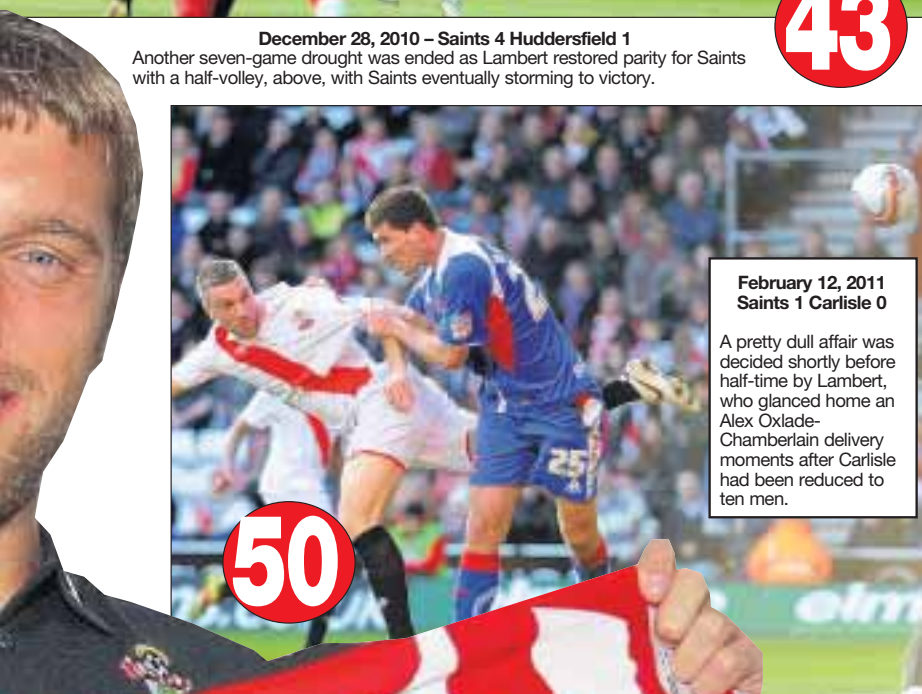 43
December 28, 2010 – Saints 4 Huddersfield 1
Another seven-game drought was ended as Lambert restored parity for Saints
with a half-volley, above, with Saints eventually storming to victory.
February 12, 2011
Saints 1 Carlisle 0
A pretty dull affair was
decided shortly before
half-time by Lambert,
who glanced home an
Alex Oxlade-
Chamberlain delivery
moments after Carlisle
had been reduced to
ten men.
25
50
elm